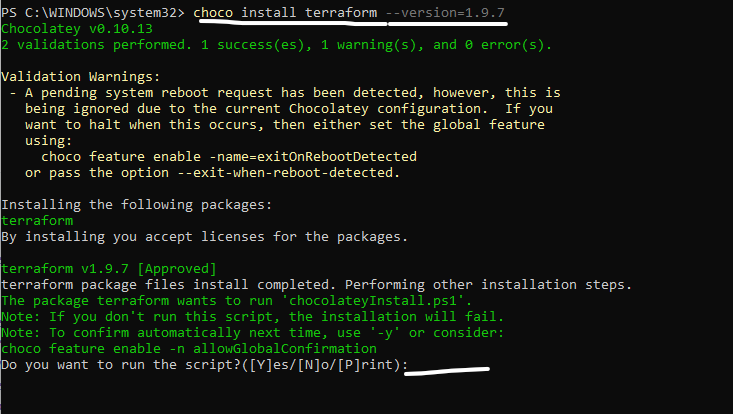 PS C:\WINDOWS\system32> choco install terraform --version=1.9.7
Chocolatey v0.10.13
2 validations performed. 1 success(es), 1 warning(s), and 0 error(s).
Validation Warnings:
- A pending system reboot request has been detected, however, this is
being ignored due to the current Chocolatey configuration.  If you
want to halt when this occurs, then either set the global feature
using:
choco feature enable -name=exitOnRebootDetected
or pass the option --exit-when-reboot-detected.
Installing the following packages:
terraform
By installing you accept licenses for the packages.
terraform v1.9.7 [Approved]
terraform package files install completed. Performing other installation steps.
The package terraform wants to run 'chocolateyInstall.ps1'.
Note: If you don't run this script, the installation will fail.
Note: To confirm automatically next time, use '-y' or consider:
choco feature enable -n allowGlobalConfirmation
Do you want to run the script?([Y]es/[N]o/[P]rint):